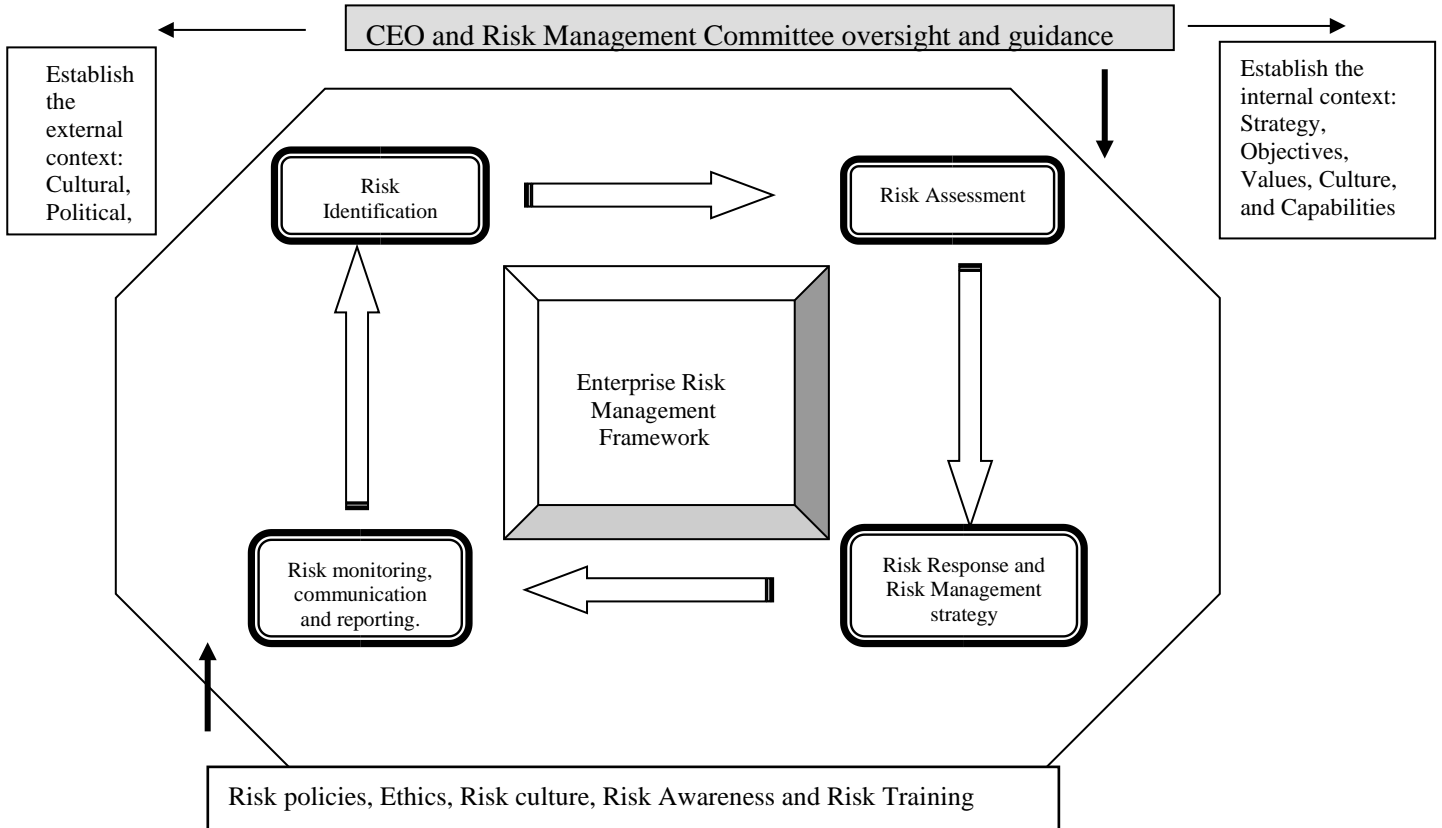 CEO and Risk Management Committee oversight and guidance
Establish
the
external
context:
Cultural,
Political,
Establish the
internal context:
Strategy,
Objectives,
Values, Culture,
and Capabilities
Risk
Identification
Risk Assessment
Enterprise Risk
Management
Framework
Risk monitoring,
communication
and reporting.
Risk Response and
Risk Management
strategy
Risk policies, Ethics, Risk culture, Risk Awareness and Risk Training